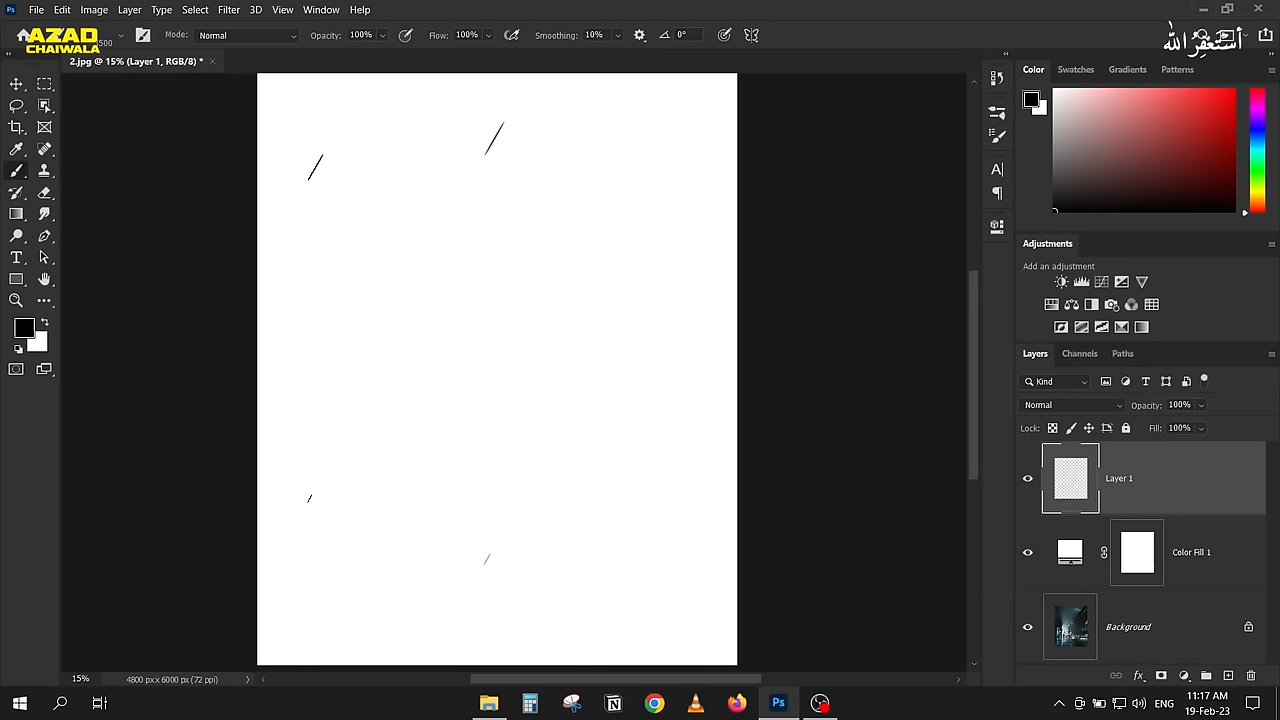 Ps File Edit Image Layer Type Select Filter 3D View Window Help
AZAD
CHAIWALA
500 Mode: Normal Opacity: 100% Flow: 100% Smoothing: 10% 0°
أستغفر الله
2.jpg @ 15% (Layer 1, RGB/8) *
Color Swatches Gradients Patterns
Adjustments
Add an adjustment
Layers Channels Paths
Kind
Normal Opacity: 100%
Lock: Fill: 100%
Layer 1
Color Fill 1
Background
15% 4800 px x 6000 px (72 ppi)
Ps ENG 11:17 AM
19-Feb-23